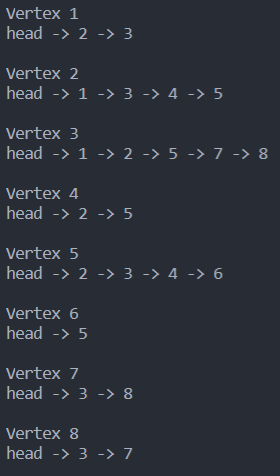 Vertex 1
head -> 2 -> 3
Vertex 2
head -> 1 -> 3 -> 4 -> 5
Vertex 3
head -> 1 -> 2 -> 5 -> 7 -> 8
Vertex 4
head -> 2 -> 5
Vertex 5
head -> 2 -> 3 -> 4 -> 6
Vertex 6
head -> 5
Vertex 7
head -> 3 -> 8
Vertex 8
head -> 3 -> 7